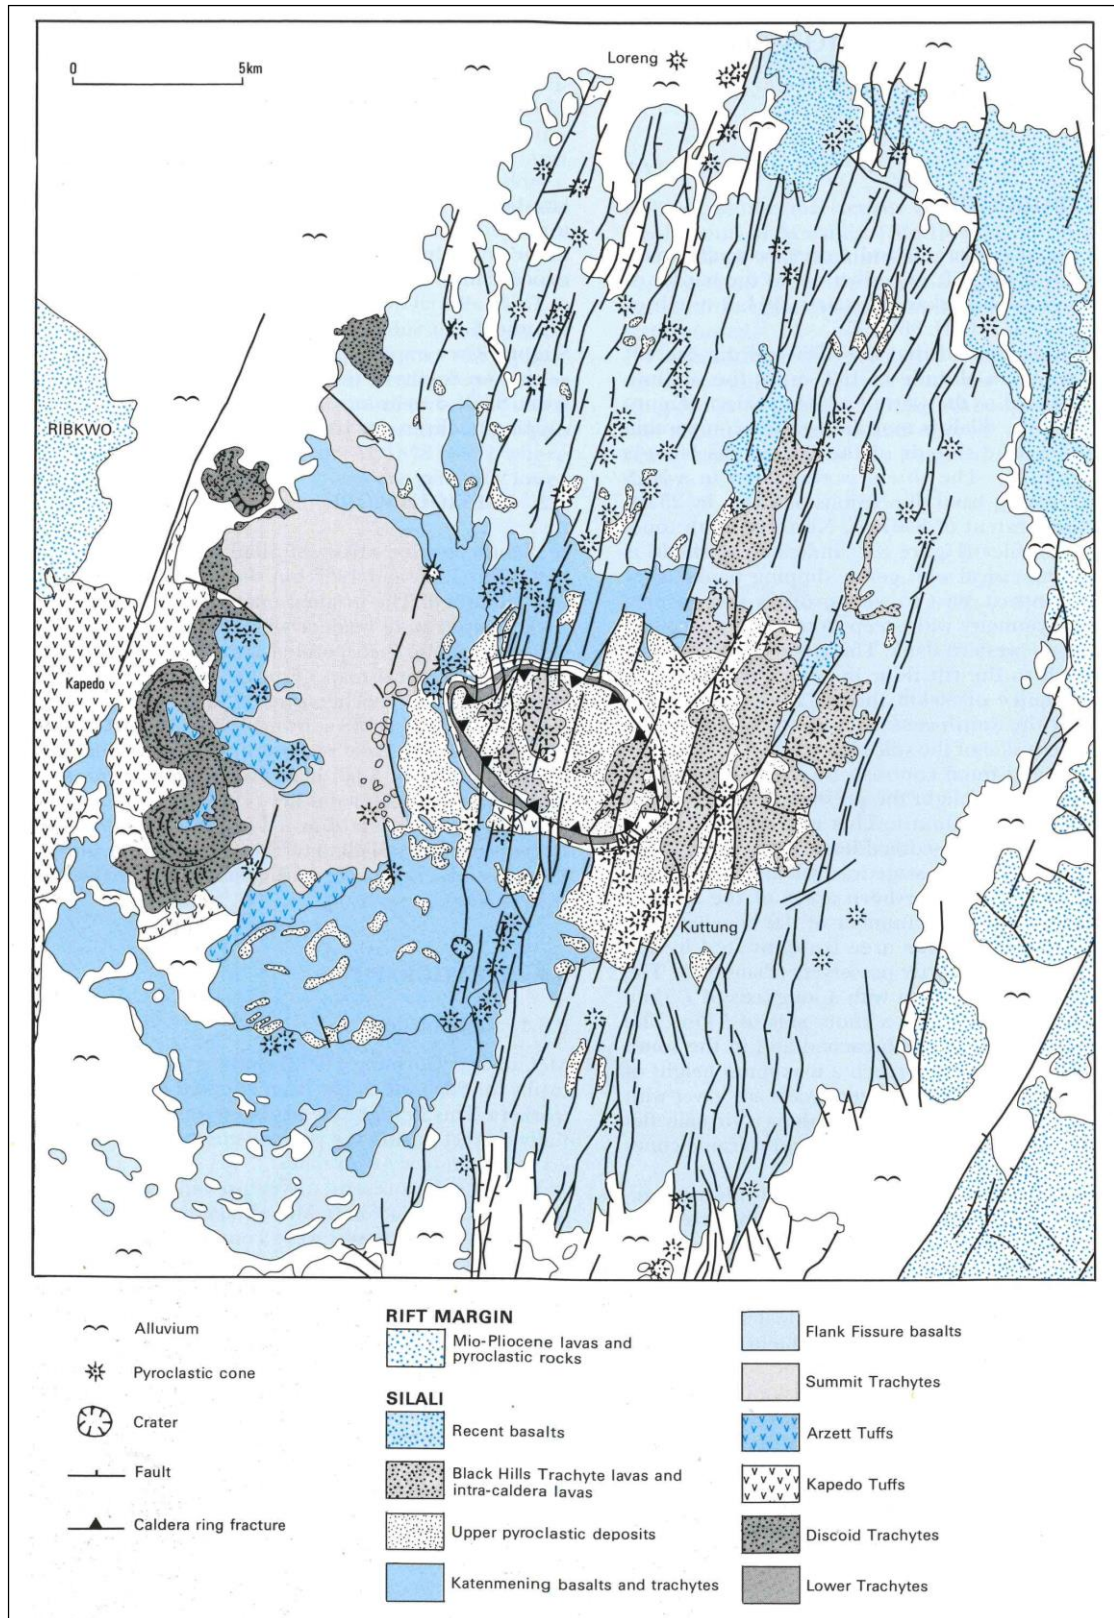 0 5km
Loreng
RIBKWO
Kapedo
Kuttung
Alluvium
Pyroclastic cone
Crater
Fault
Caldera ring fracture
RIFT MARGIN
Mio-Pliocene lavas and
pyroclastic rocks
SILALI
Recent basalts
Black Hills Trachyte lavas and
intra-caldera lavas
Upper pyroclastic deposits
Katenmening basalts and trachytes
Flank Fissure basalts
Summit Trachytes
Arzett Tuffs
Kapedo Tuffs
Discoid Trachytes
Lower Trachytes